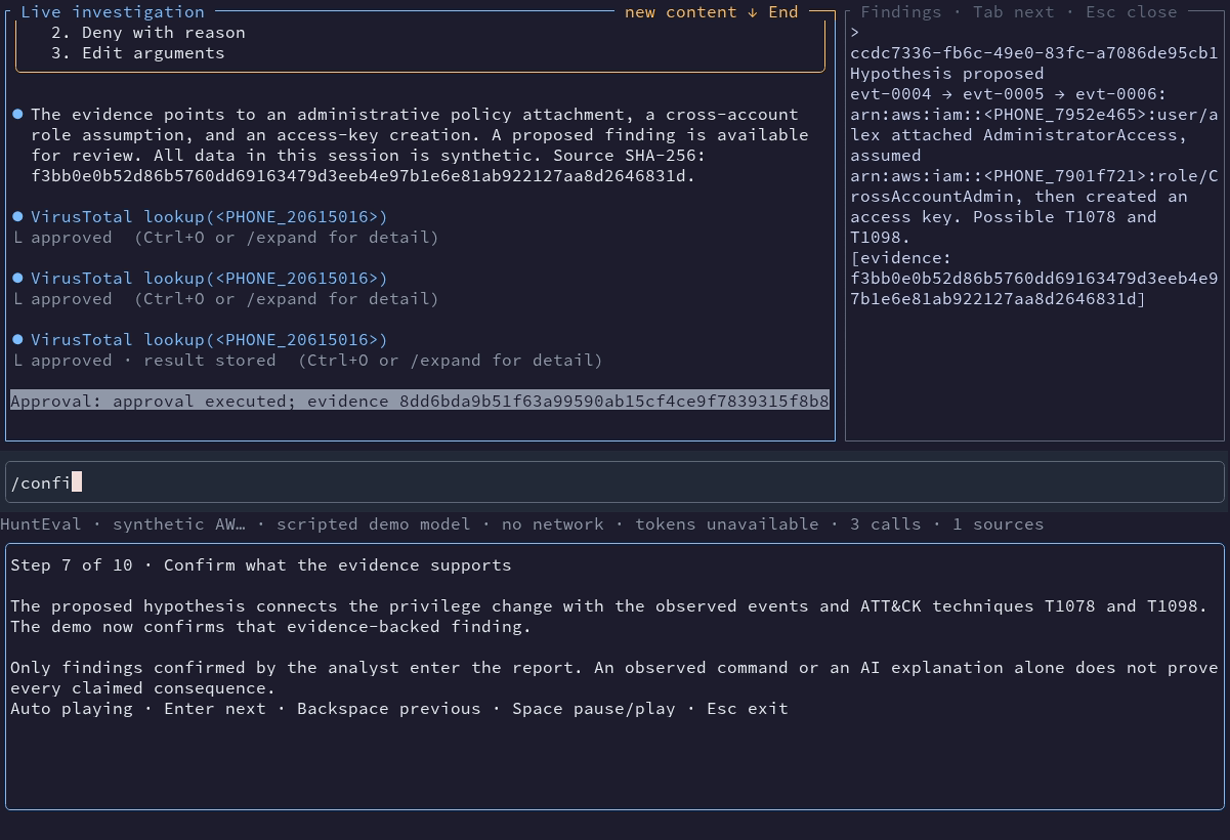 Live investigation
new content ↓ End
2. Deny with reason
3. Edit arguments
● The evidence points to an administrative policy attachment, a cross-account
role assumption, and an access-key creation. A proposed finding is available
for review. All data in this session is synthetic. Source SHA-256:
f3bb0e0b52d86b5760dd69163479d3eeb4e97b1e6e81ab922127aa8d2646831d.
● VirusTotal lookup(<PHONE_20615016>)
L approved (Ctrl+O or /expand for detail)
● VirusTotal lookup(<PHONE_20615016>)
L approved (Ctrl+O or /expand for detail)
● VirusTotal lookup(<PHONE_20615016>)
L approved · result stored (Ctrl+O or /expand for detail)
Approval: approval executed; evidence 8dd6bda9b51f63a99590ab15cf4ce9f7839315f8b8
Findings · Tab next · Esc close
>
ccdc7336-fb6c-49e0-83fc-a7086de95cb1
Hypothesis proposed
evt-0004 → evt-0005 → evt-0006:
arn:aws:iam::<PHONE_7952e465>:user/a
lex attached AdministratorAccess,
assumed
arn:aws:iam::<PHONE_7901f721>:role/C
rossAccountAdmin, then created an
access key. Possible T1078 and
T1098.
[evidence:
f3bb0e0b52d86b5760dd69163479d3eeb4e9
7b1e6e81ab922127aa8d2646831d]
/confi
HuntEval · synthetic AW… · scripted demo model · no network · tokens unavailable · 3 calls · 1 sources
Step 7 of 10 · Confirm what the evidence supports
The proposed hypothesis connects the privilege change with the observed events and ATT&CK techniques T1078 and T1098.
The demo now confirms that evidence-backed finding.
Only findings confirmed by the analyst enter the report. An observed command or an AI explanation alone does not prove
every claimed consequence.
Auto playing · Enter next · Backspace previous · Space pause/play · Esc exit